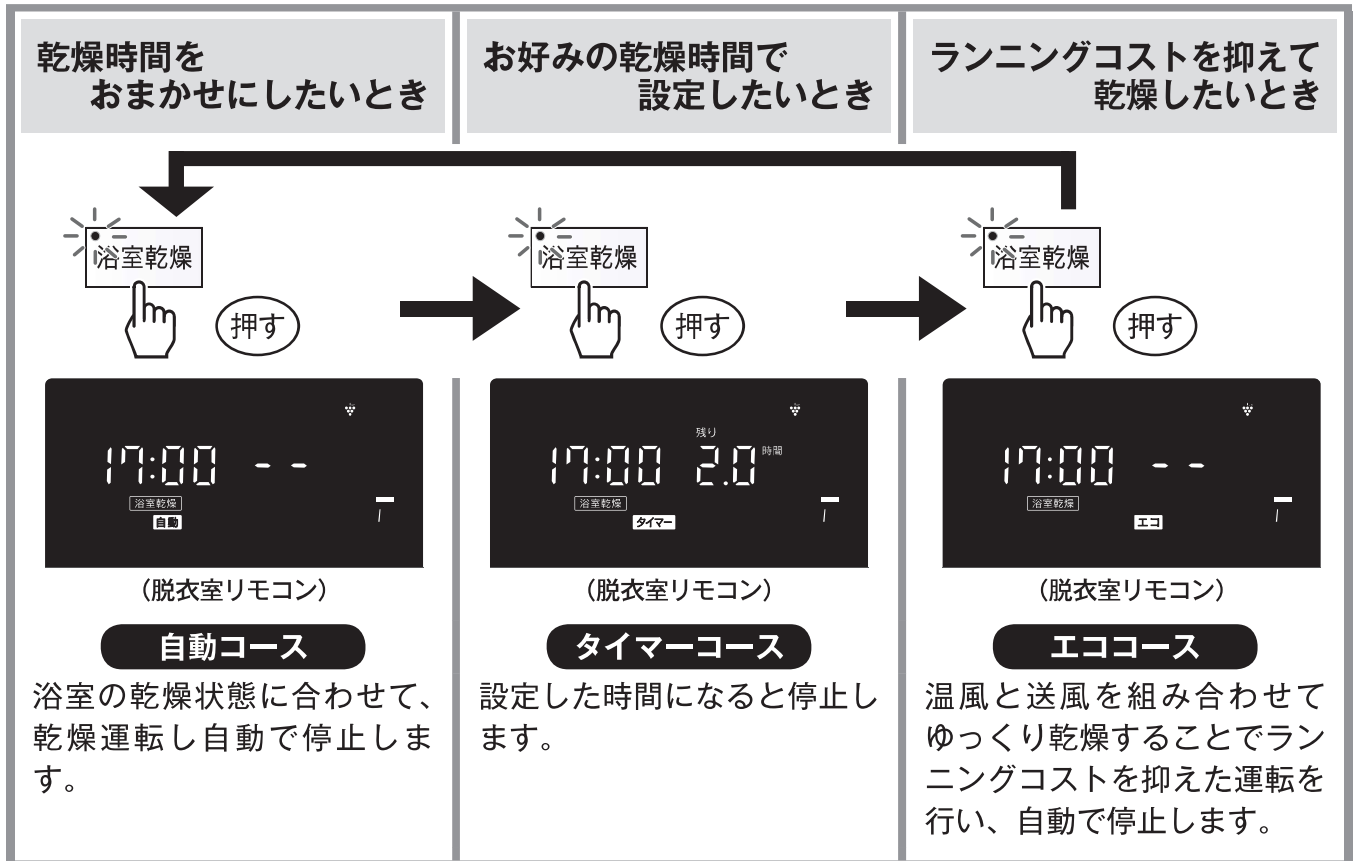 乾燥時間を
おまかせにしたいとき
浴室乾燥
押す
17:00 --
浴室乾燥
自動
(脱衣室リモコン)
自動コース
浴室の乾燥状態に合わせて、
乾燥運転し自動で停止しま
す。
お好みの乾燥時間で
設定したいとき
浴室乾燥
押す
残り
17:00 2.0 時間
浴室乾燥
タイマー
(脱衣室リモコン)
タイマーコース
設定した時間になると停止し
ます。
ランニングコストを抑えて
乾燥したいとき
浴室乾燥
押す
17:00 --
浴室乾燥
エコ
(脱衣室リモコン)
エココース
温風と送風を組み合わせて
ゆっくり乾燥することでラン
ニングコストを抑えた運転を
行い、自動で停止します。